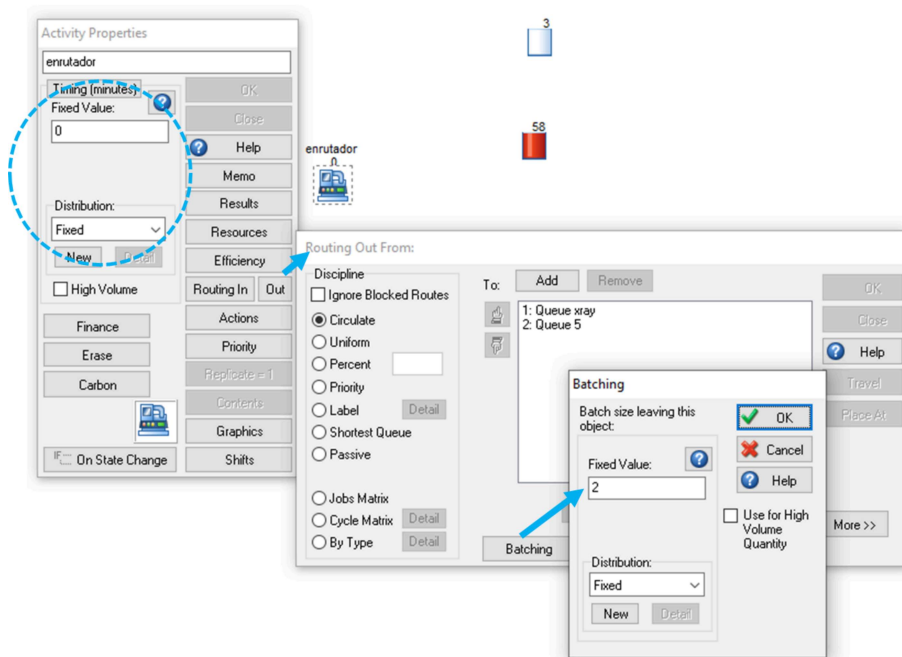 Activity Properties
enrutador
Timing (minutes)
Fixed Value:
0
Distribution:
Fixed
New Detail
High Volume
Finance
Erase
Carbon
IF On State Change
OK
Close
Help
Memo
Results
Resources
Efficiency
Routing In Out
Actions
Priority
Replicate = 1
Contents
Graphics
Shifts
3
58
enrutador
0
Routing Out From:
Discipline
Ignore Blocked Routes
Circulate
Uniform
Percent
Priority
Label Detail
Shortest Queue
Passive
Jobs Matrix
Cycle Matrix Detail
By Type Detail
To: Add Remove
1: Queue xray
2: Queue 5
Batching
OK
Close
Help
Travel
Place At
More >>
Batching
Batch size leaving this
object:
Fixed Value:
2
Distribution:
Fixed
New Detail
OK
Cancel
Help
Use for High
Volume
Quantity